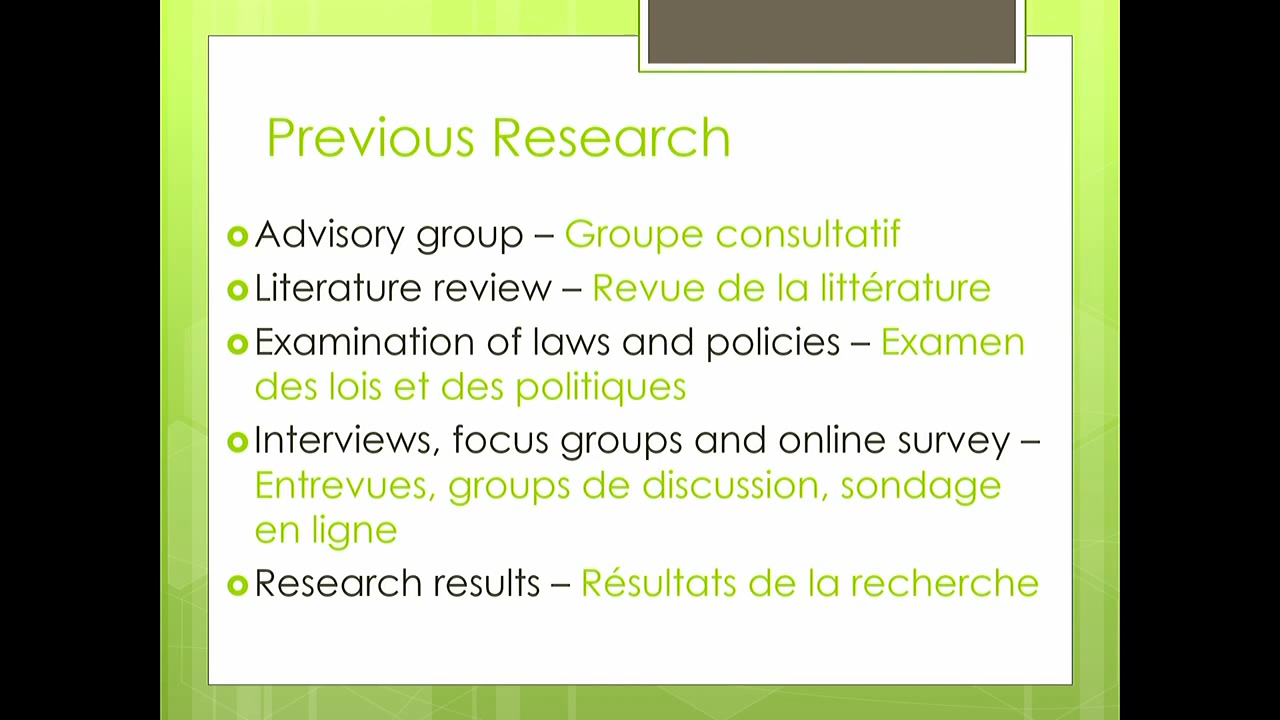 Previous Research
Advisory group – Groupe consultatif
Literature review – Revue de la littérature
Examination of laws and policies – Examen
des lois et des politiques
Interviews, focus groups and online survey –
Entrevues, groups de discussion, sondage
en ligne
Research results – Résultats de la recherche